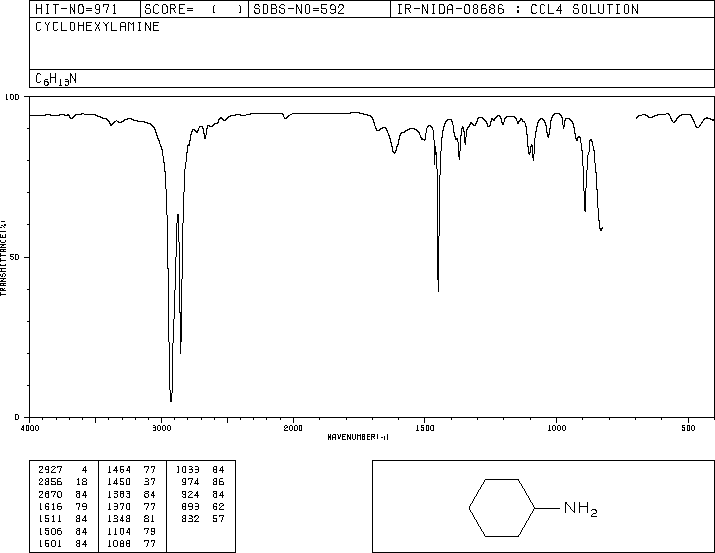 HIT-NO=971 SCORE= ( ) SDBS-NO=592 IR-NIDA-08686 : CCL4 SOLUTION
CYCLOHEXYLAMINE
C6H13N
100
50
0
TRANSMITTANCE(%)
4000 3000 2000 1500 1000 500
WAVENUMBER(-1)
2927 4 1464 77 1033 84
2856 18 1450 37 974 86
2670 84 1383 84 924 84
1616 79 1370 77 893 62
1511 84 1348 81 832 57
1506 84 1104 79
1501 84 1088 77
NH2